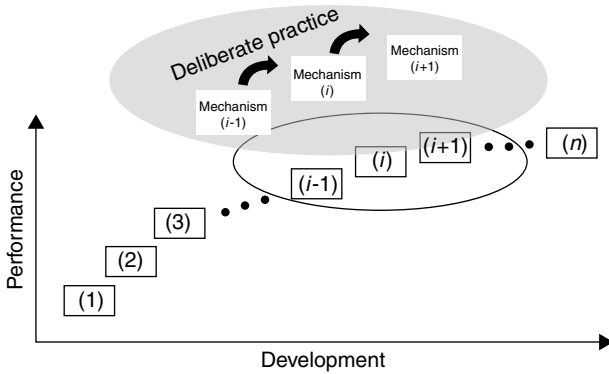 Deliberate practice
Mechanism
(i-1)
Mechanism
(i)
Mechanism
(i+1)
(1)
(2)
(3)
(i-1)
(i)
(i+1)
(n)
Performance
Development